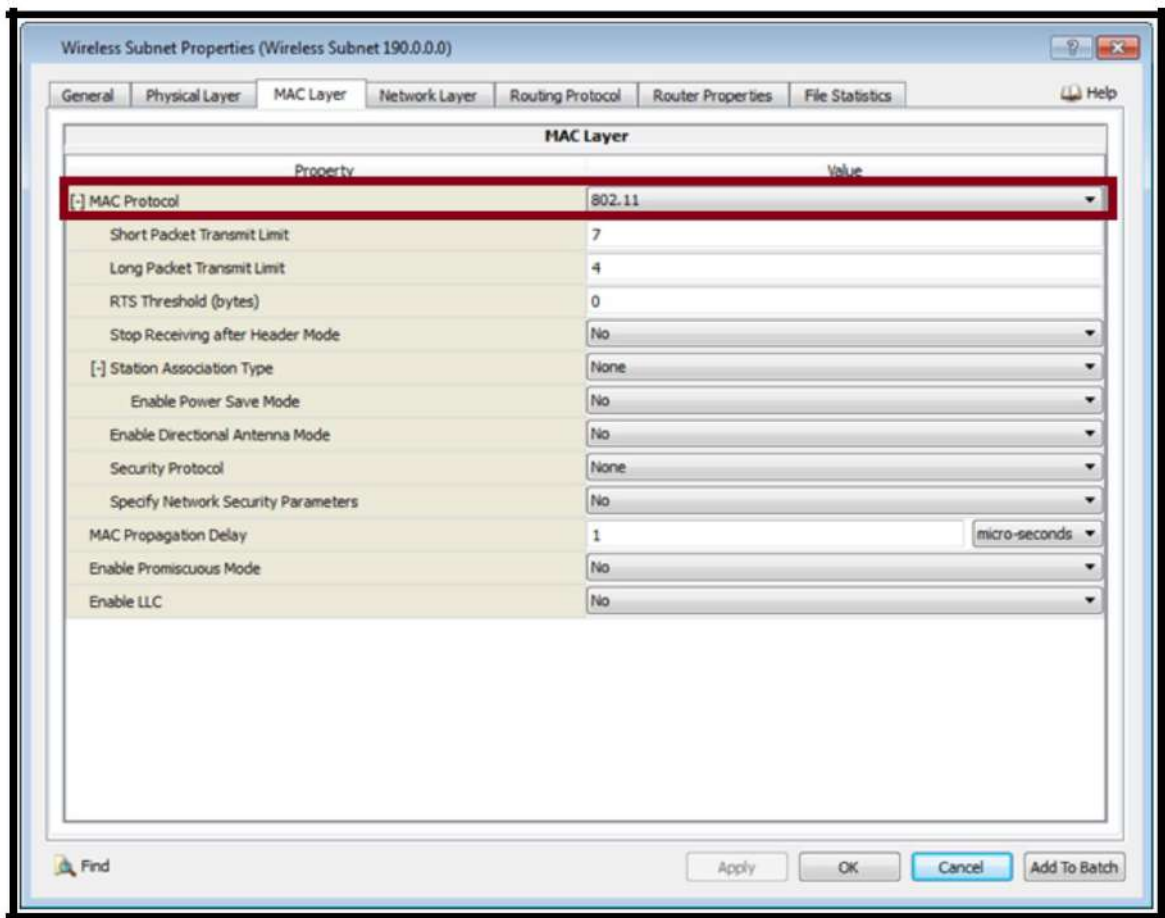 Wireless Subnet Properties (Wireless Subnet 190.0.0.0)
General Physical Layer MAC Layer Network Layer Routing Protocol Router Properties File Statistics Help
MAC Layer
Property Value
[-] MAC Protocol 802.11
Short Packet Transmit Limit 7
Long Packet Transmit Limit 4
RTS Threshold (bytes) 0
Stop Receiving after Header Mode No
[-] Station Association Type None
Enable Power Save Mode No
Enable Directional Antenna Mode No
Security Protocol None
Specify Network Security Parameters No
MAC Propagation Delay 1 micro-seconds
Enable Promiscuous Mode No
Enable LLC No
Find Apply OK Cancel Add To Batch